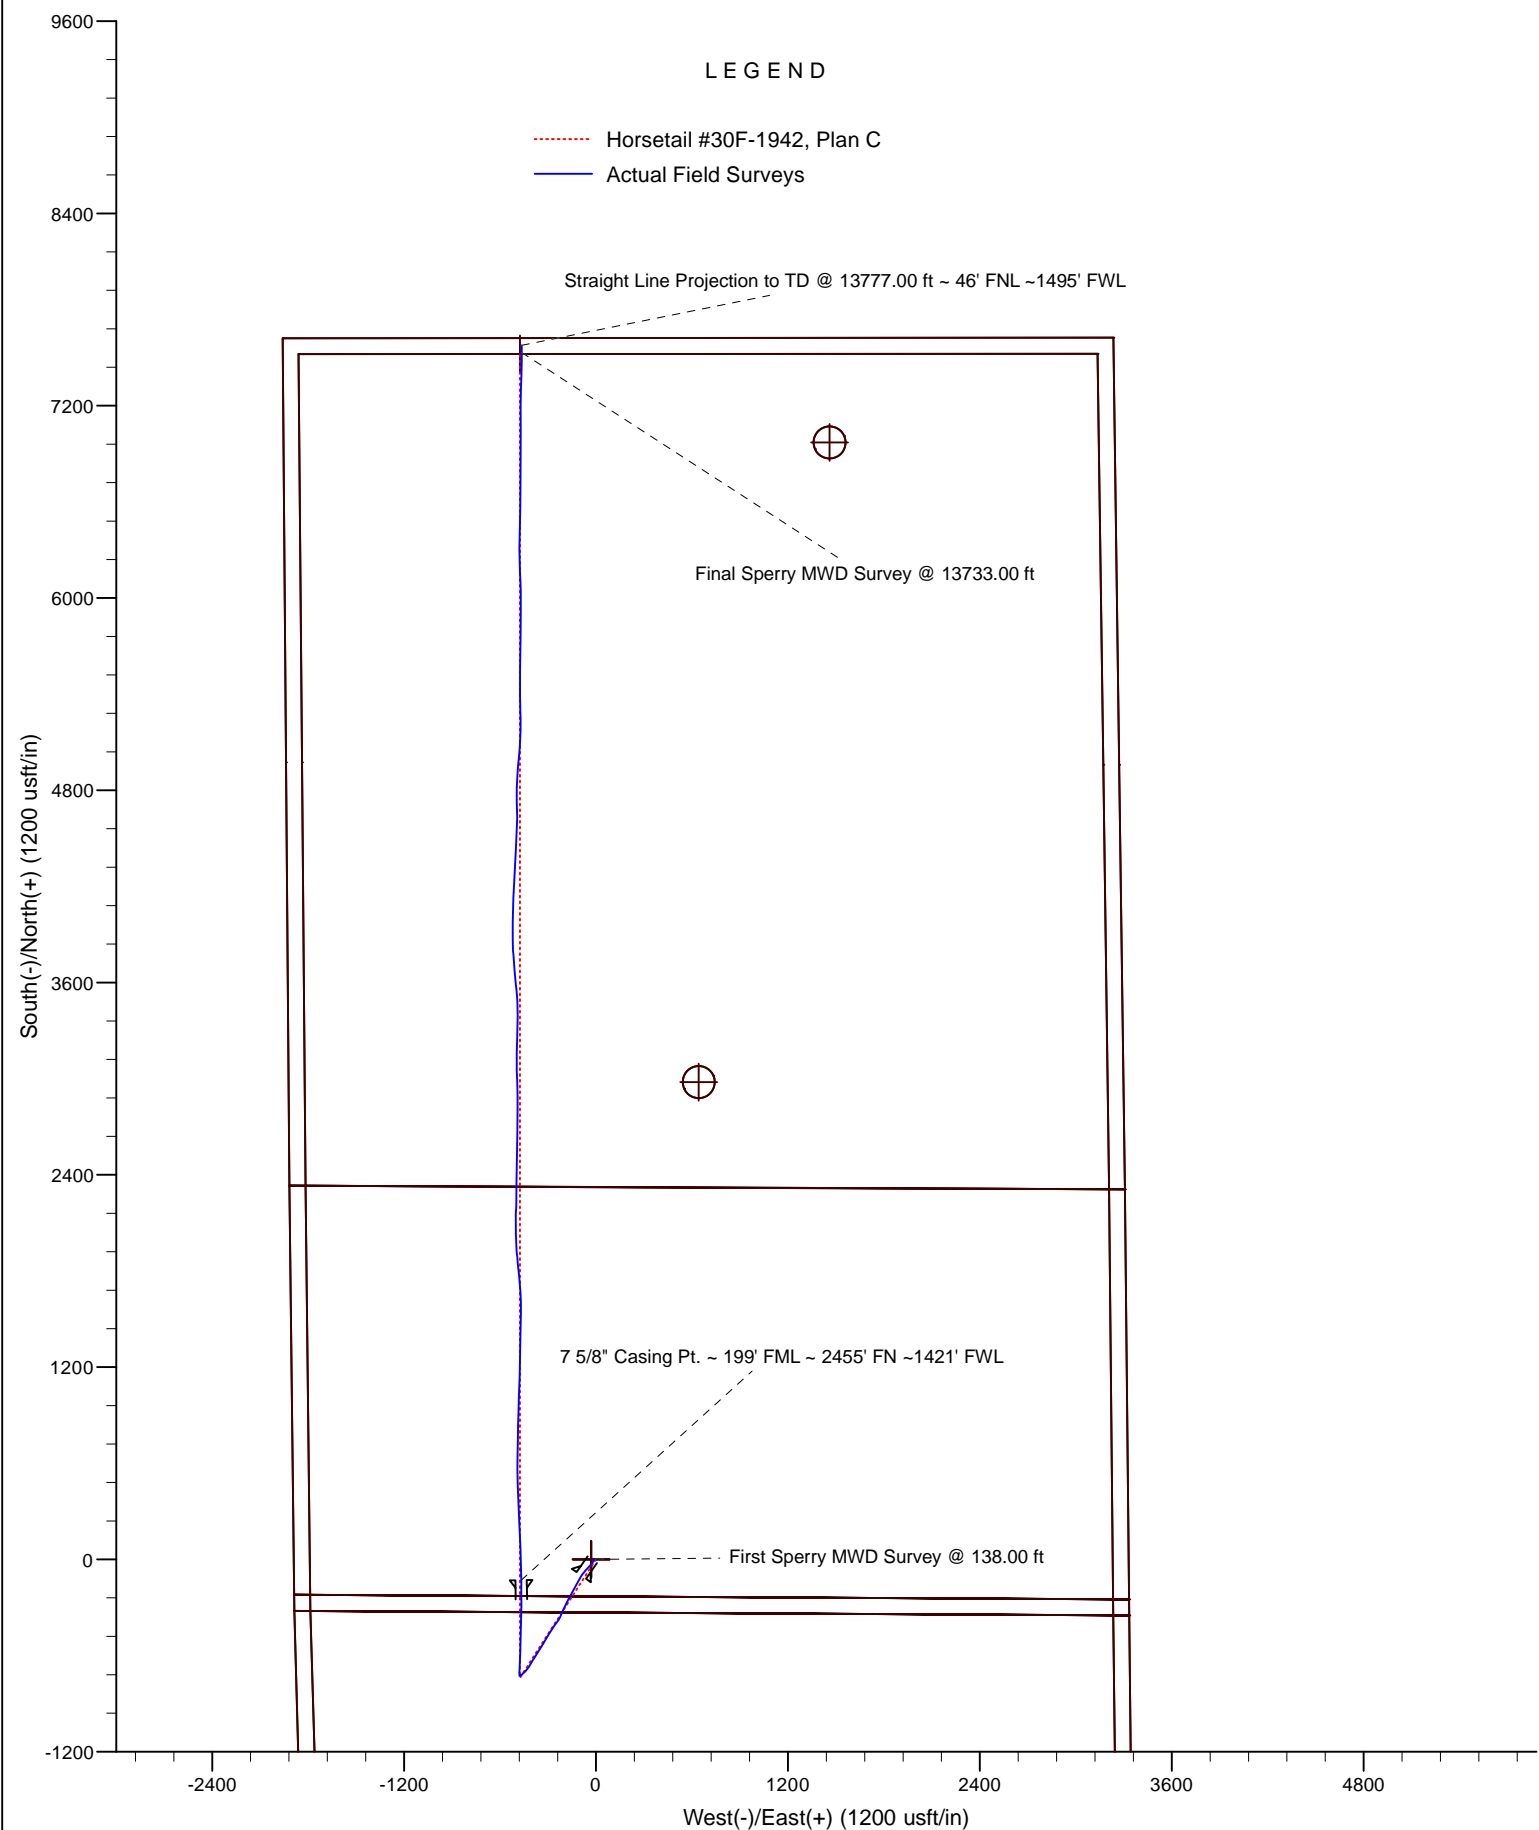 9600
L E G E N D
Horsetail #30F-1942, Plan C
Actual Field Surveys
8400
Straight Line Projection to TD @ 13777.00 ft ~ 46' FNL ~1495' FWL
7200
Final Sperry MWD Survey @ 13733.00 ft
6000
South(-)/North(+) (1200 usft/in)
4800
3600
2400
7 5/8" Casing Pt. ~ 199' FML ~ 2455' FN ~1421' FWL
1200
First Sperry MWD Survey @ 138.00 ft
0
-1200
-2400 -1200 0 1200 2400 3600 4800
West(-)/East(+) (1200 usft/in)